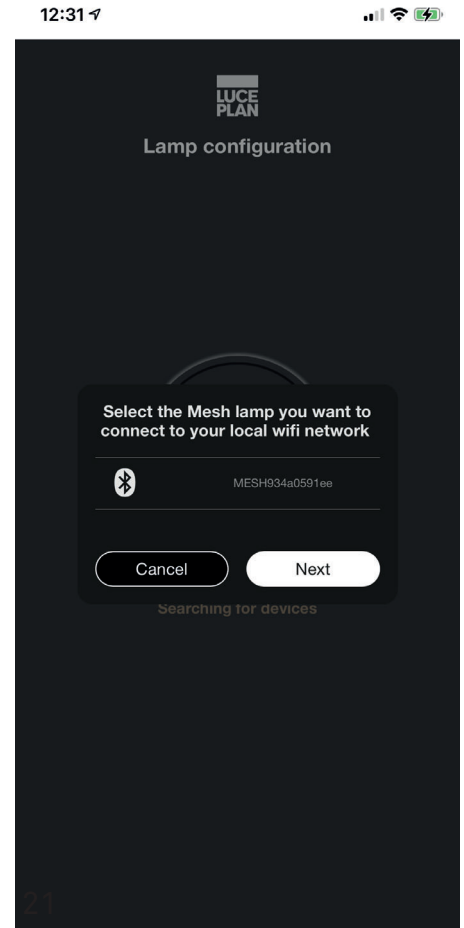 12:31
LUCE
PLAN
Lamp configuration
Select the Mesh lamp you want to
connect to your local wifi network
MESH934a0591ee
Cancel Next
Searching for devices
21